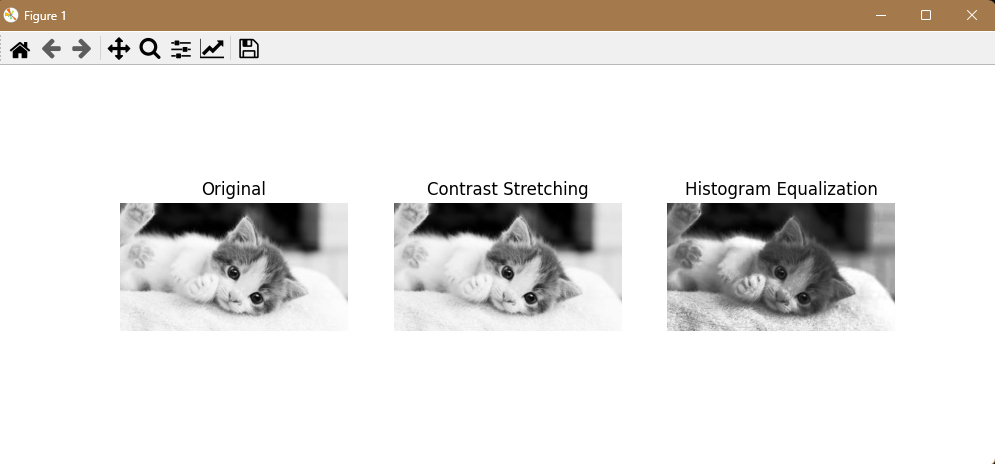 Figure 1
Original
Contrast Stretching
Histogram Equalization